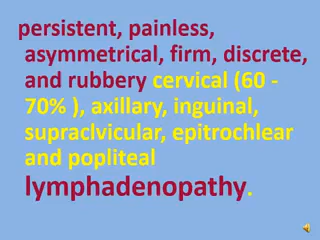 persistent, painless,
asymmetrical, firm, discrete,
and rubbery cervical (60 -
70% ), axillary, inguinal,
supraclvicular, epitrochlear
and popliteal
lymphadenopathy.